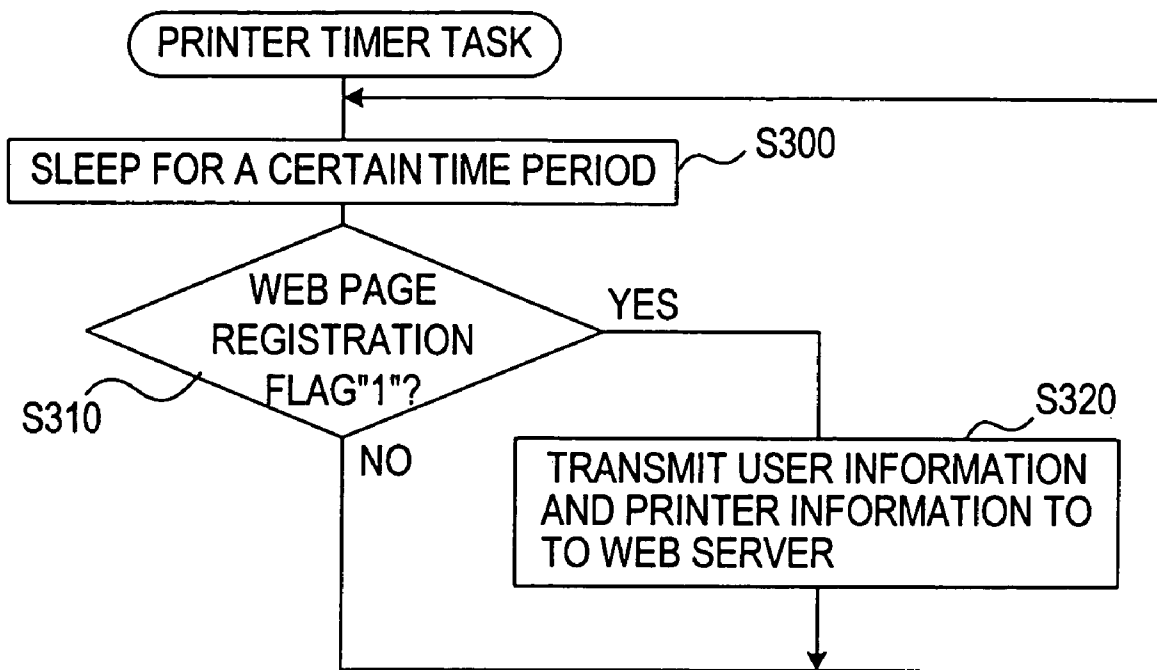 PRINTER TIMER TASK
SLEEP FOR A CERTAIN TIME PERIOD
S300
WEB PAGE
REGISTRATION
FLAG"1"?
YES
S310
NO
S320
TRANSMIT USER INFORMATION
AND PRINTER INFORMATION TO
TO WEB SERVER